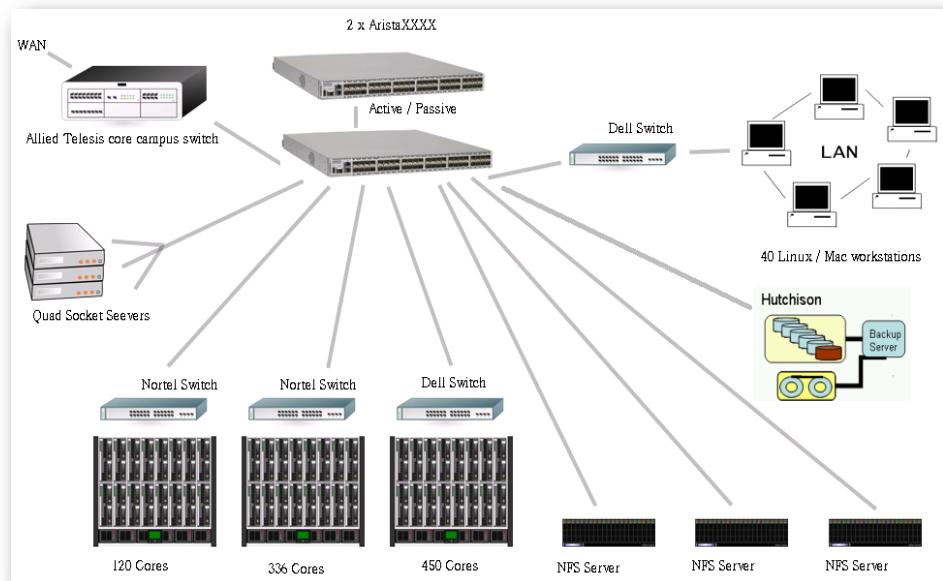 2 x AristaXXXX
WAN
Active / Passive
Allied Telesis core campus switch
Dell Switch
LAN
40 Linux / Mac workstations
Quad Socket Seevers
Hutchison
Backup
Server
Nortel Switch
Nortel Switch
Dell Switch
120 Cores
336 Cores
450 Cores
NFS Server
NFS Server
NFS Server